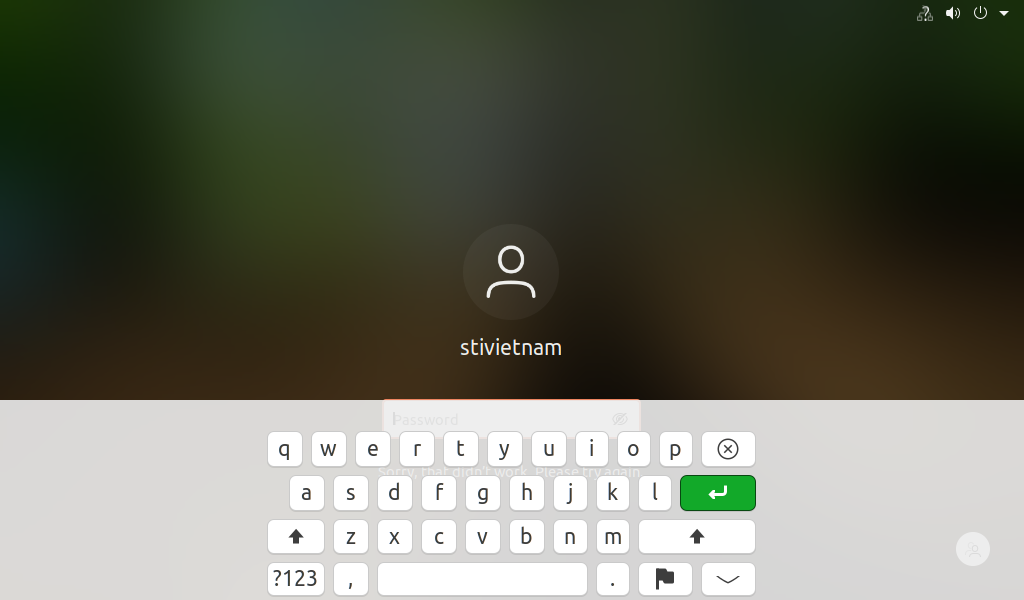 stivietnam
Password
q w e r t y u i o p
Sorry, that didn't work. Please try again.
a s d f g h j k l
z x c v b n m
?123 , .